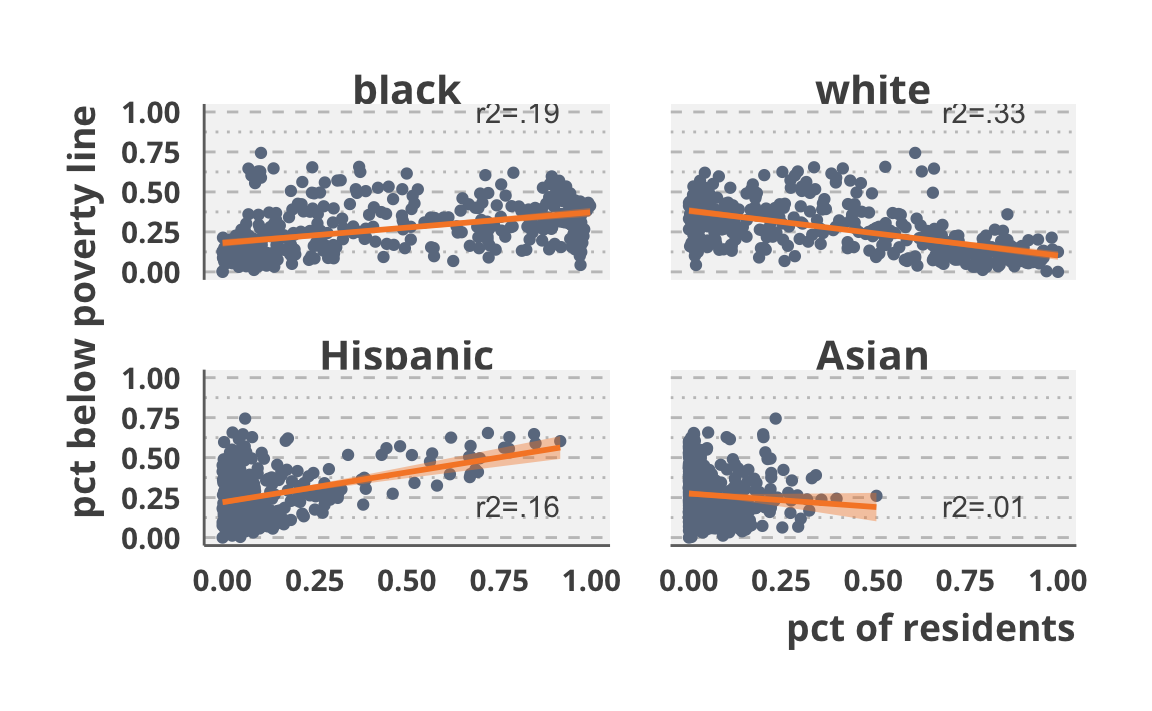 black
white
pct below poverty line
1.00
0.75
0.50
0.25
0.00
r2=.19
r2=.33
Hispanic
Asian
1.00
0.75
0.50
0.25
0.00
r2=.16
r2=.01
0.00 0.25 0.50 0.75 1.00
0.00 0.25 0.50 0.75 1.00
pct of residents